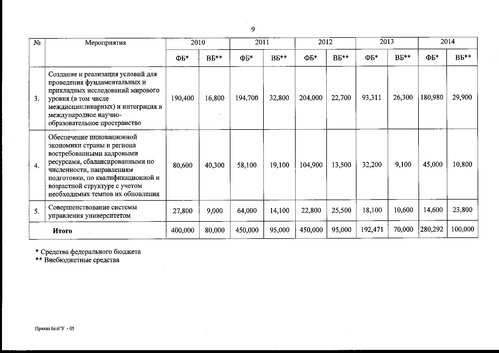 9
№ Мероприятия 2010 2011 2012 2013 2014
ФБ* ВБ** ФБ* ВБ** ФБ* ВБ** ФБ* ВБ** ФБ* ВБ**
Создание и реализация условий для
проведения фундаментальных и
прикладных исследований мирового
3. уровня (в том числе 190,400 16,800 194,700 32,800 204,000 22,700 93,311 26,300 180,980 29,900
междисциплинарных) и интеграция в
международное научно-
образовательное пространство
Обеспечение инновационной
экономики страны и региона
востребованными кадровыми
4. ресурсами, сбалансированными по 80,600 40,300 58,100 19,100 104,900 13,500 32,200 9,100 45,000 10,800
численности, направлениям
подготовки, по квалификационной и
возрастной структуре с учетом
необходимых темпов их обновления
5. Совершенствование системы 27,800 9,000 64,000 14,100 22,800 25,500 18,100 10,600 14,600 23,800
управления университетом
Итого 400,000 80,000 450,000 95,000 450,000 95,000 192,471 70,000 280,292 100,000
* Средства федерального бюджета
** Внебюджетные средства
БелГУ - 05